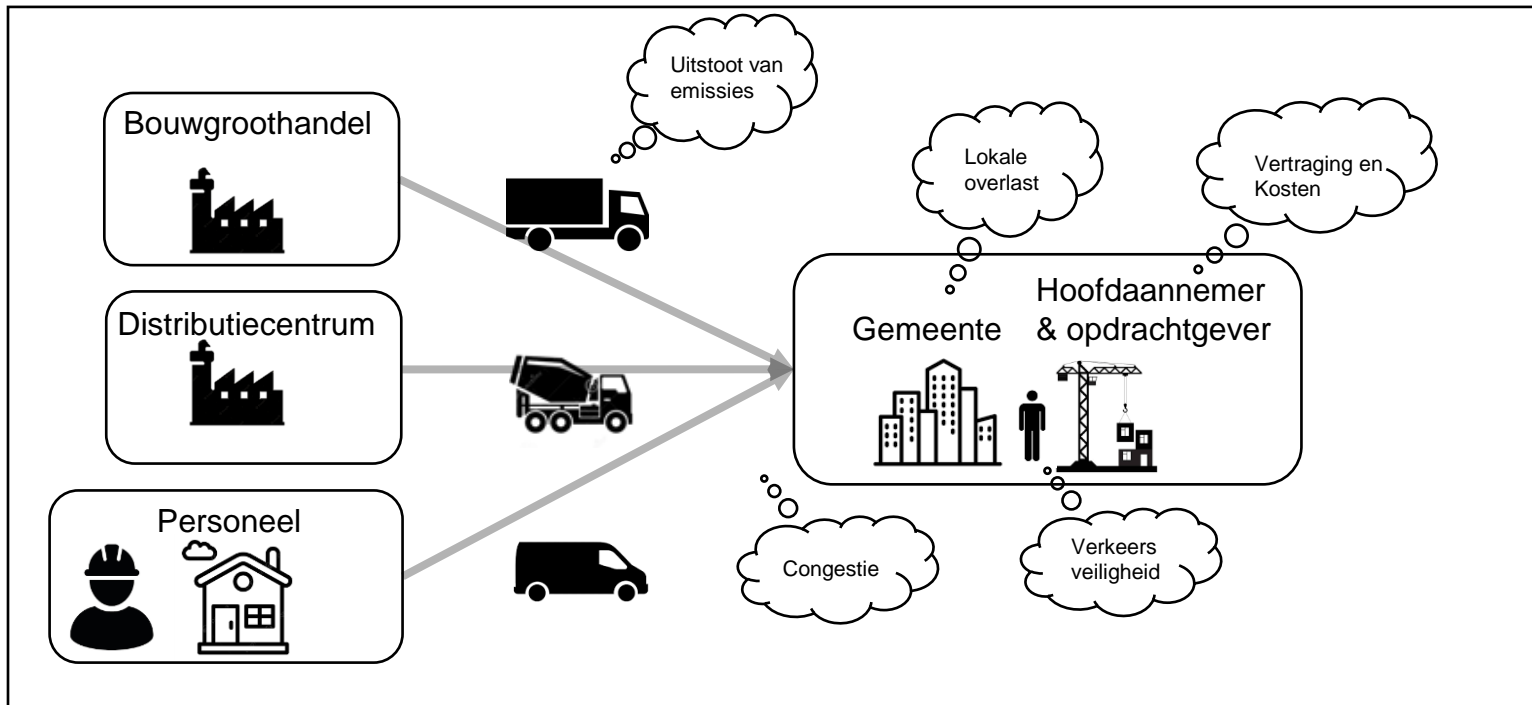 Uitstoot van
emissies
Bouwgroothandel
Lokale
overlast
Vertraging en
Kosten
Distributiecentrum
Gemeente
Hoofdaannemer
& opdrachtgever
Personeel
Congestie
Verkeers
veiligheid